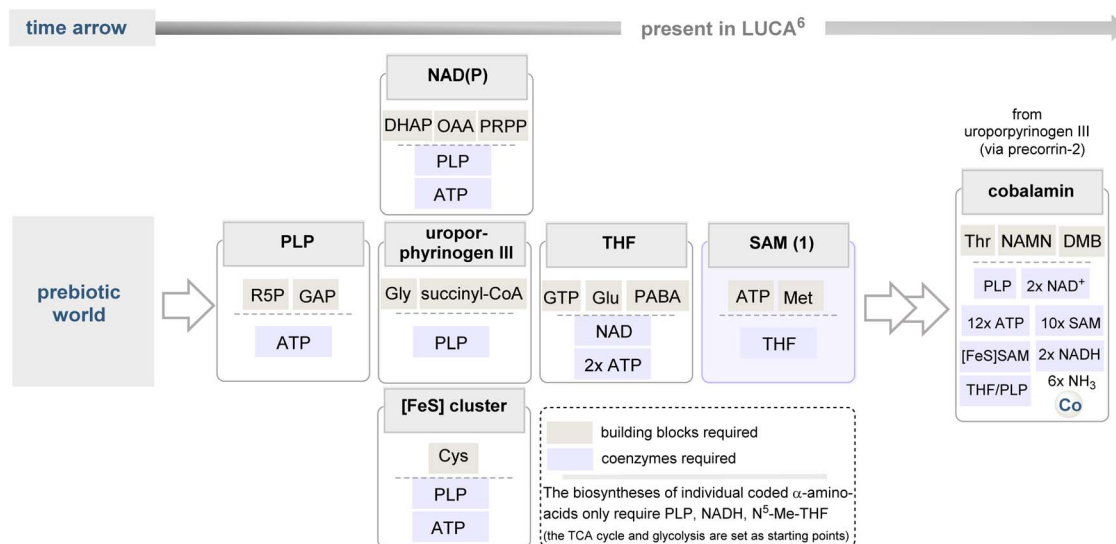 time arrow
present in LUCA⁶
NAD(P)
DHAP OAA PRPP
PLP
ATP
from
uroporpyrinogen III
(via precorrin-2)
cobalamin
Thr NAMN DMB
PLP 2x NAD⁺
12x ATP 10x SAM
[FeS]SAM 2x NADH
THF/PLP 6x NH₃
Co
prebiotic
world
PLP
R5P GAP
ATP
uropor-
phyrinogen III
Gly succinyl-CoA
PLP
THF
GTP Glu PABA
NAD
2x ATP
SAM (1)
ATP Met
THF
[FeS] cluster
Cys
PLP
ATP
building blocks required
coenzymes required
The biosyntheses of individual coded α-amino-
acids only require PLP, NADH, N⁵-Me-THF
(the TCA cycle and glycolysis are set as starting points)